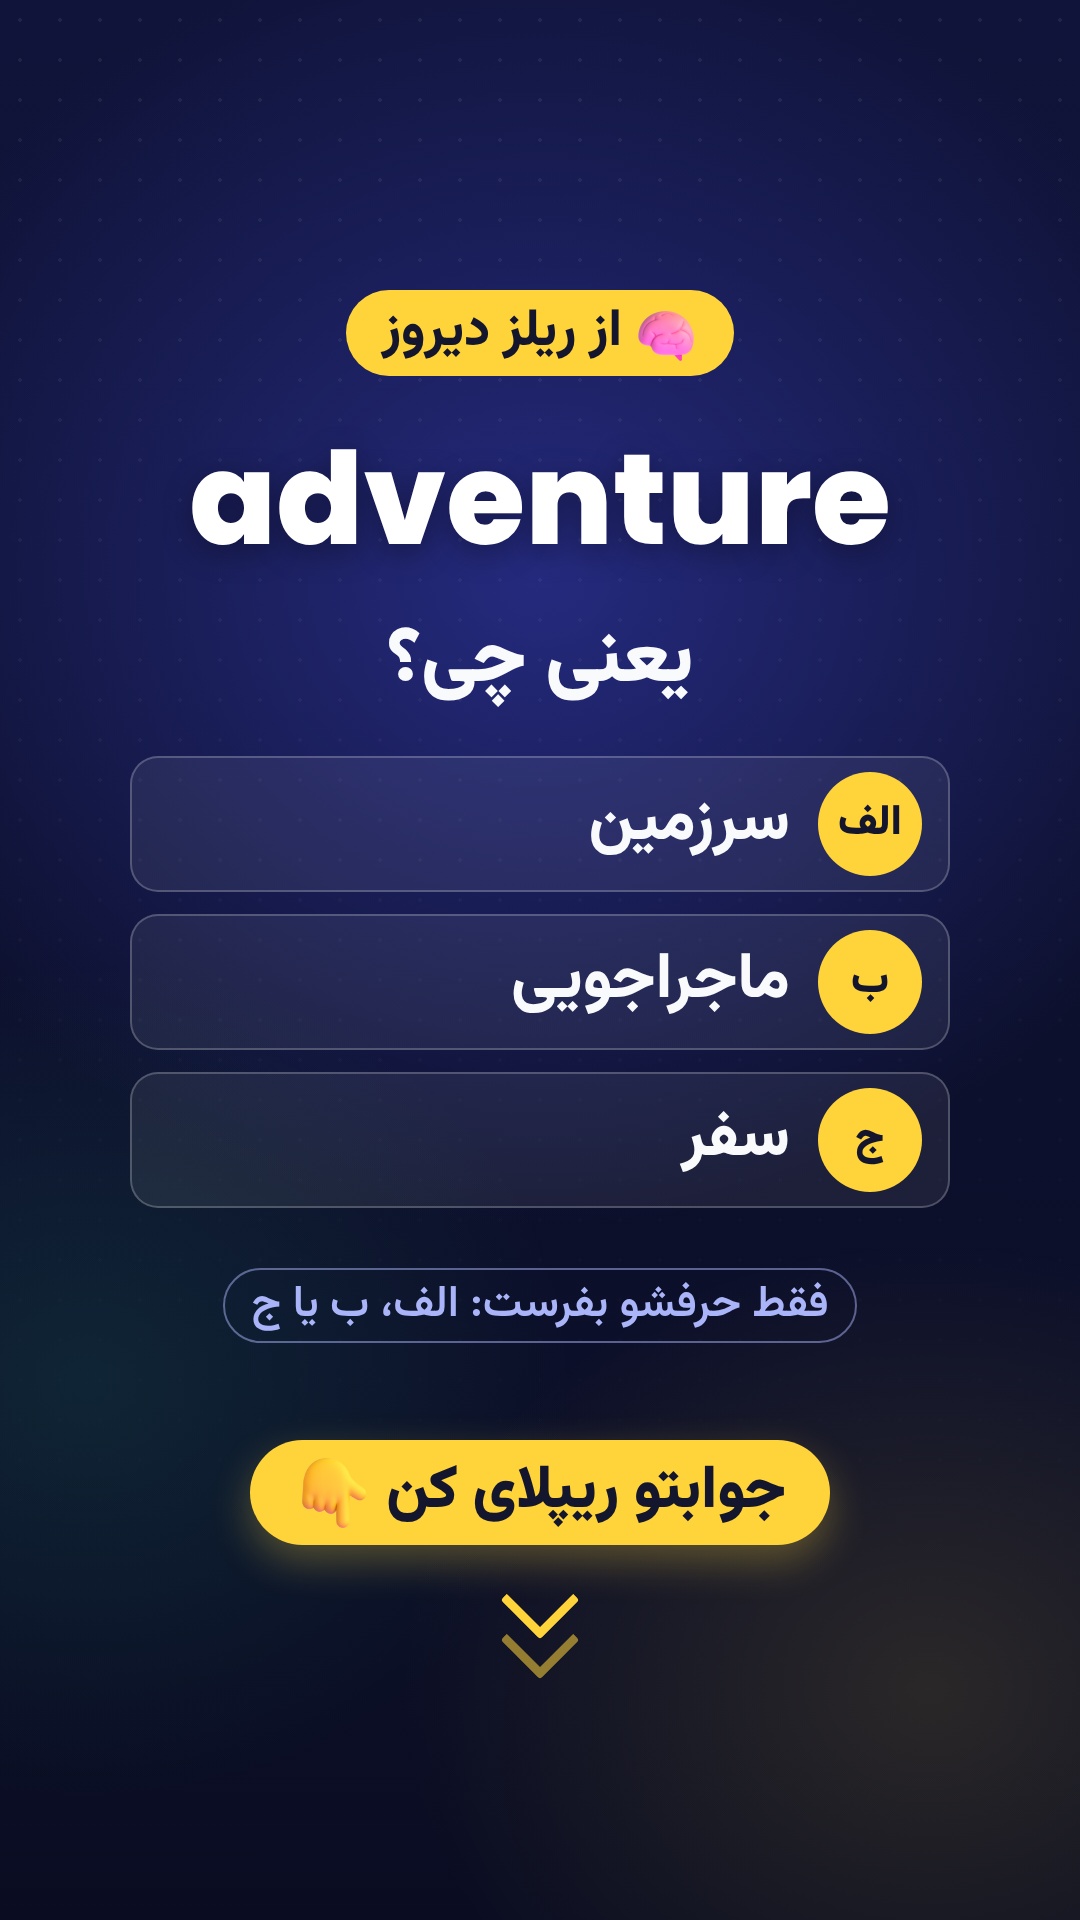 🧠 از ریلز دیروز
adventure
یعنی چی؟
الف سرزمین
ب ماجراجویی
ج سفر
فقط حرفشو بفرست: الف، ب یا ج
جوابتو ریپلای کن 👇